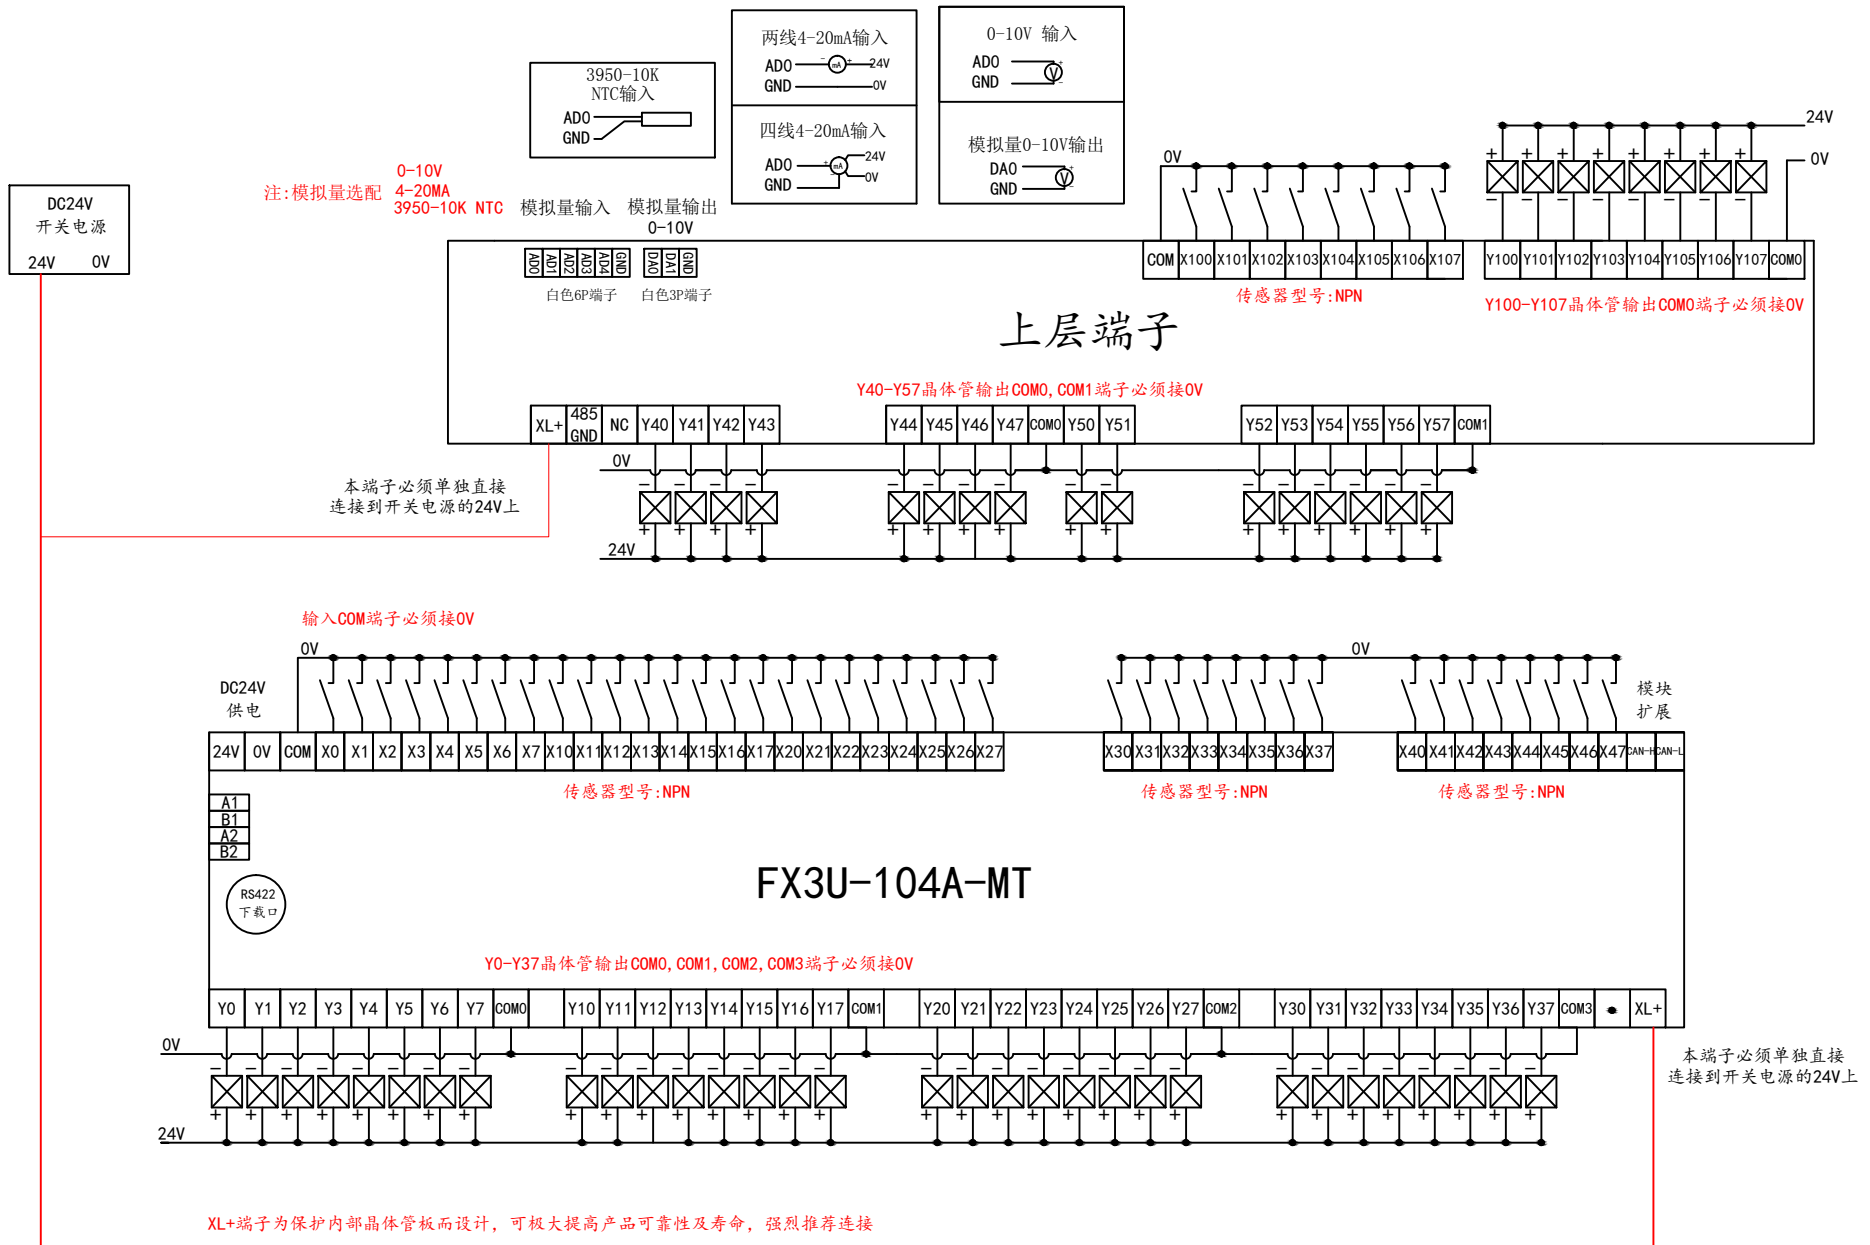 两线4-20mA输入
AD0 - mA + 24V
GND 0V
0-10V 输入
AD0 V +
GND -
3950-10K
NTC输入
AD0
GND
四线4-20mA输入
AD0 + mA 24V
GND - 0V
模拟量0-10V输出
DA0 V +
GND -
注:模拟量选配
0-10V
4-20MA
3950-10K NTC
模拟量输入
模拟量输出
0-10V
DC24V
开关电源
24V 0V
AD0 AD1 AD2 AD3 AD4 GND
DA0 DA1 GND
白色6P端子 白色3P端子
0V
COM X100 X101 X102 X103 X104 X105 X106 X107
传感器型号:NPN
24V
0V
+ + + + + + + +
- - - - - - - -
Y100 Y101 Y102 Y103 Y104 Y105 Y106 Y107 COM0
Y100-Y107晶体管输出COM0端子必须接0V
上层端子
Y40-Y57晶体管输出COM0,COM1端子必须接0V
XL+ 485 GND NC Y40 Y41 Y42 Y43
Y44 Y45 Y46 Y47 COM0 Y50 Y51
Y52 Y53 Y54 Y55 Y56 Y57 COM1
0V
- - - - - - - - - - - - - - - -
+ + + + + + + + + + + + + + + +
24V
本端子必须单独直接
连接到开关电源的24V上
输入COM端子必须接0V
0V
0V
DC24V
供电
模块
扩展
24V 0V COM X0 X1 X2 X3 X4 X5 X6 X7 X10 X11 X12 X13 X14 X15 X16 X17 X20 X21 X22 X23 X24 X25 X26 X27
X30 X31 X32 X33 X34 X35 X36 X37
X40 X41 X42 X43 X44 X45 X46 X47 CAN-H CAN-L
传感器型号:NPN
传感器型号:NPN
传感器型号:NPN
A1
B1
A2
B2
RS422
下载口
FX3U-104A-MT
Y0-Y37晶体管输出COM0,COM1,COM2,COM3端子必须接0V
Y0 Y1 Y2 Y3 Y4 Y5 Y6 Y7 COM0
Y10 Y11 Y12 Y13 Y14 Y15 Y16 Y17 COM1
Y20 Y21 Y22 Y23 Y24 Y25 Y26 Y27 COM2
Y30 Y31 Y32 Y33 Y34 Y35 Y36 Y37 COM3 • XL+
0V
- - - - - - - - - - - - - - - - - - - - - - - - - - - - - - - -
+ + + + + + + + + + + + + + + + + + + + + + + + + + + + + + + +
24V
本端子必须单独直接
连接到开关电源的24V上
XL+端子为保护内部晶体管板而设计, 可极大提高产品可靠性及寿命, 强烈推荐连接